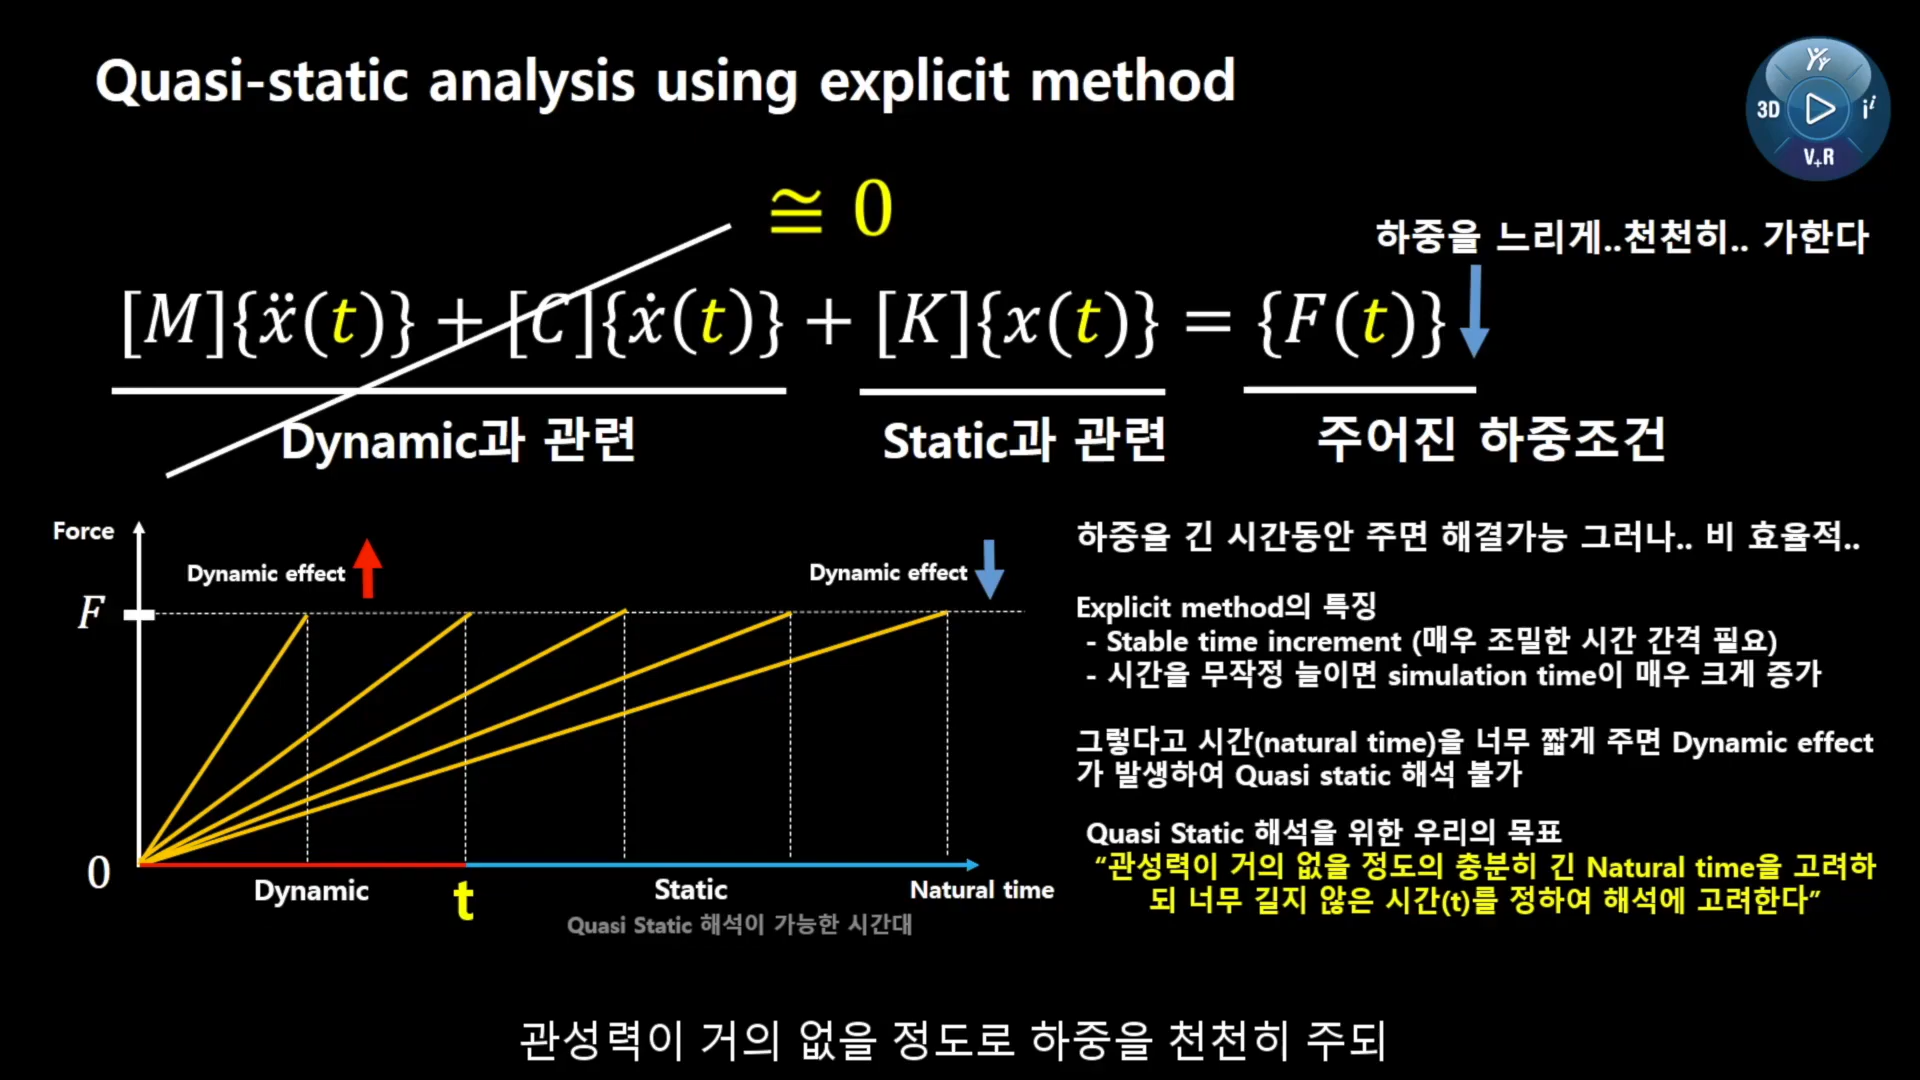 Quasi-static analysis using explicit method
3D
V+R
≅ 0
하중을 느리게..천천히.. 가한다
[M]{ẍ(t)} + [C]{ẋ(t)} + [K]{x(t)} = {F(t)}
Dynamic과 관련
Static과 관련
주어진 하중조건
Force
Dynamic effect
Dynamic effect
F
0
Dynamic
t
Static
Natural time
Quasi Static 해석이 가능한 시간대
하중을 긴 시간동안 주면 해결가능 그러나.. 비 효율적..
Explicit method의 특징
- Stable time increment (매우 조밀한 시간 간격 필요)
- 시간을 무작정 늘이면 simulation time이 매우 크게 증가
그렇다고 시간(natural time)을 너무 짧게 주면 Dynamic effect
가 발생하여 Quasi static 해석 불가
Quasi Static 해석을 위한 우리의 목표
“관성력이 거의 없을 정도의 충분히 긴 Natural time을 고려하
되 너무 길지 않은 시간(t)를 정하여 해석에 고려한다”
관성력이 거의 없을 정도로 하중을 천천히 주되